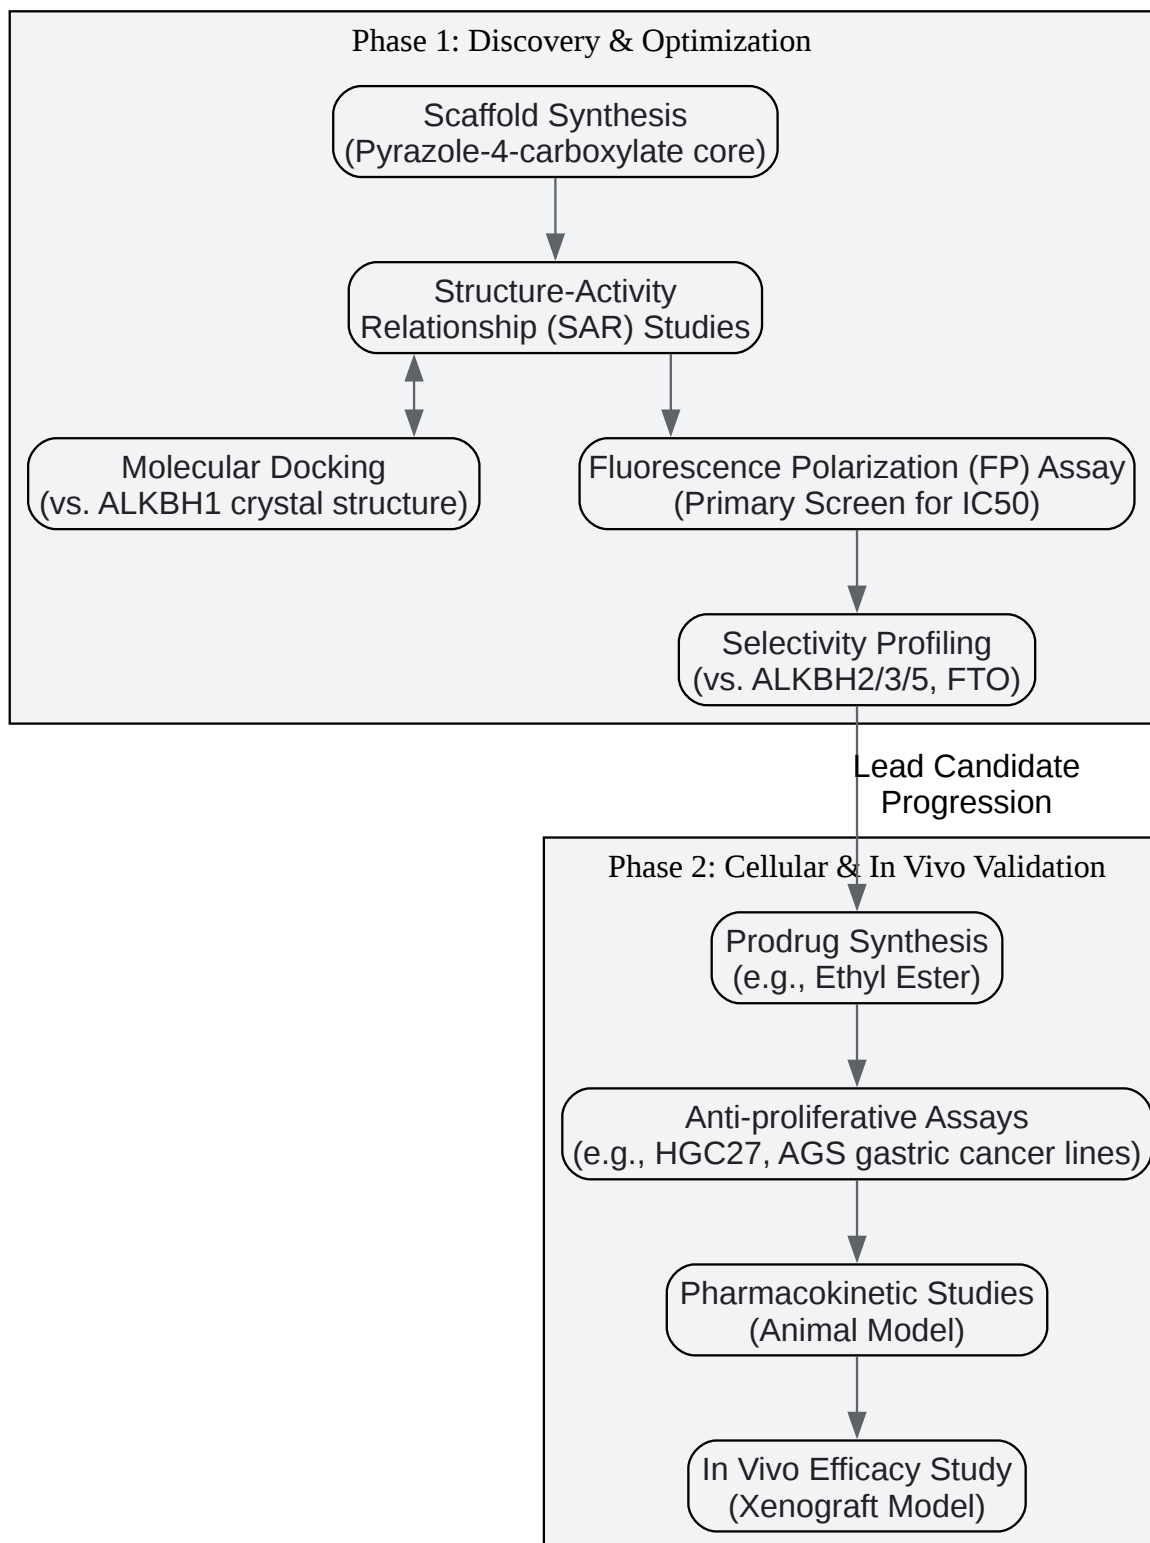 Phase 1: Discovery & Optimization
Scaffold Synthesis
(Pyrazole-4-carboxylate core)
Structure-Activity
Relationship (SAR) Studies
Molecular Docking
(vs. ALKBH1 crystal structure)
Fluorescence Polarization (FP) Assay
(Primary Screen for IC50)
Selectivity Profiling
(vs. ALKBH2/3/5, FTO)
Lead Candidate
Progression
Phase 2: Cellular & In Vivo Validation
Prodrug Synthesis
(e.g., Ethyl Ester)
Anti-proliferative Assays
(e.g., HGC27, AGS gastric cancer lines)
Pharmacokinetic Studies
(Animal Model)
In Vivo Efficacy Study
(Xenograft Model)